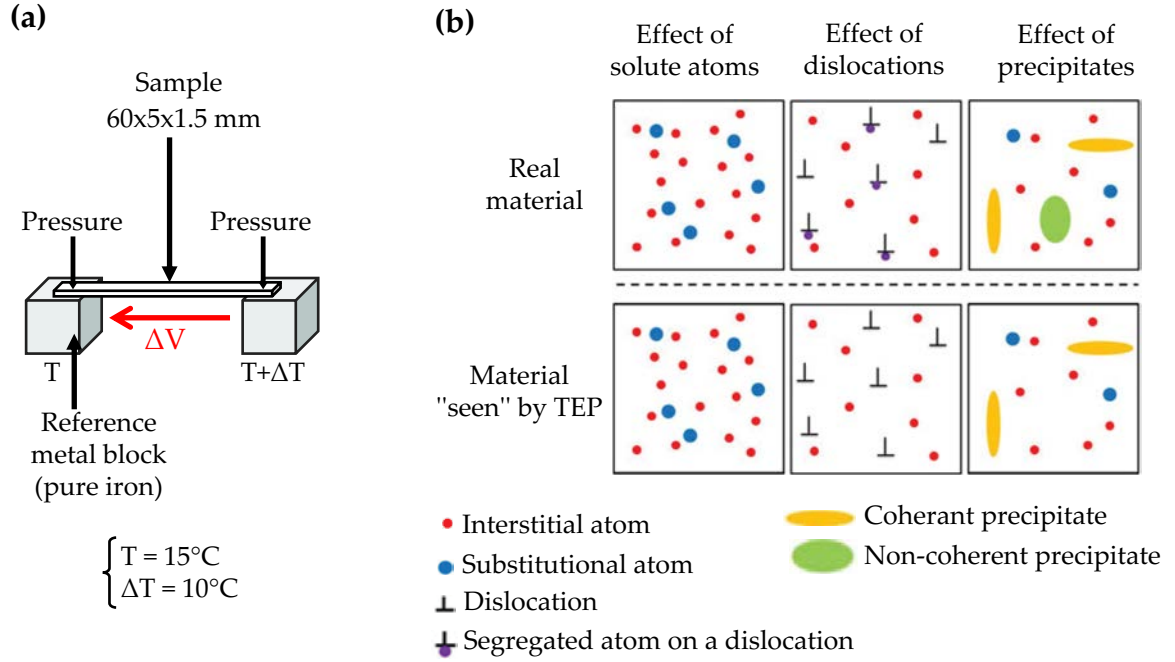 (a)
Sample
60x5x1.5 mm
Pressure
Pressure
ΔV
T
T+ΔT
Reference
metal block
(pure iron)
T = 15°C
ΔT = 10°C
(b)
Effect of
solute atoms
Effect of
dislocations
Effect of
precipitates
Real
material
Material
"seen" by TEP
Interstitial atom
Substitutional atom
Dislocation
Segregated atom on a dislocation
Coherant precipitate
Non-coherent precipitate